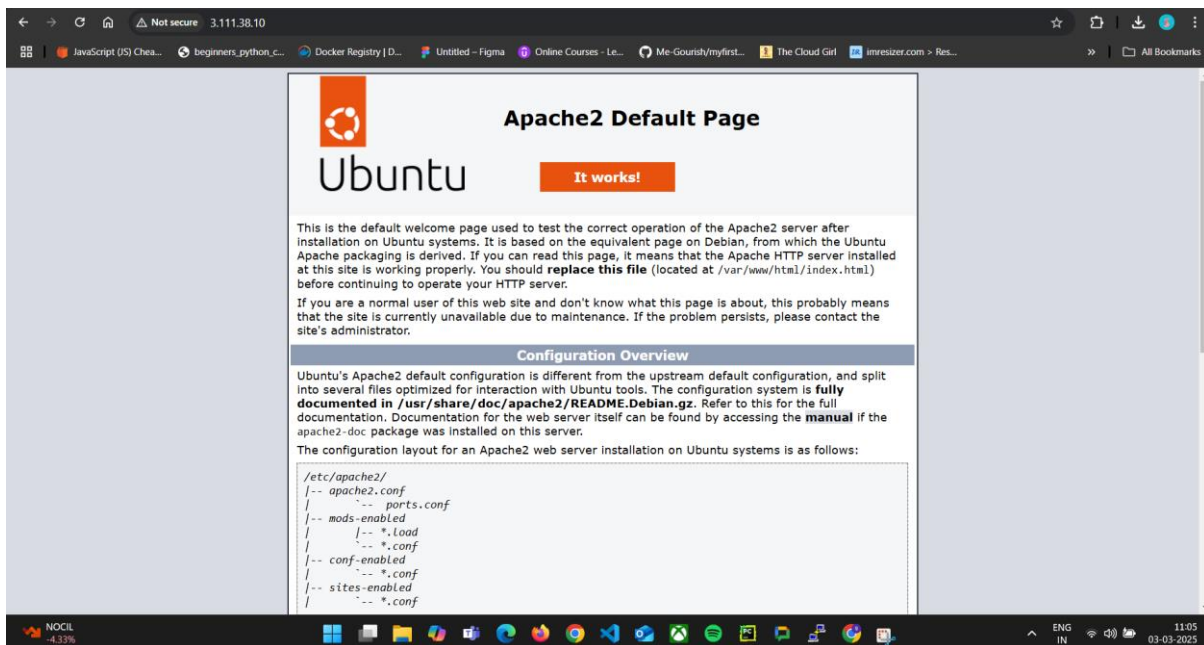 Not secure 3.111.38.10
JavaScript (JS) Chea... beginners_python_c... Docker Registry | D... Untitled – Figma Online Courses - Le... Me-Gourish/myfirst... The Cloud Girl imresizer.com > Res... » All Bookmarks
Apache2 Default Page
Ubuntu
It works!
This is the default welcome page used to test the correct operation of the Apache2 server after
installation on Ubuntu systems. It is based on the equivalent page on Debian, from which the Ubuntu
Apache packaging is derived. If you can read this page, it means that the Apache HTTP server installed
at this site is working properly. You should replace this file (located at /var/www/html/index.html)
before continuing to operate your HTTP server.
If you are a normal user of this web site and don't know what this page is about, this probably means
that the site is currently unavailable due to maintenance. If the problem persists, please contact the
site's administrator.
Configuration Overview
Ubuntu's Apache2 default configuration is different from the upstream default configuration, and split
into several files optimized for interaction with Ubuntu tools. The configuration system is fully
documented in /usr/share/doc/apache2/README.Debian.gz. Refer to this for the full
documentation. Documentation for the web server itself can be found by accessing the manual if the
apache2-doc package was installed on this server.
The configuration layout for an Apache2 web server installation on Ubuntu systems is as follows:
/etc/apache2/
|-- apache2.conf
|       `--  ports.conf
|-- mods-enabled
|       |-- *.load
|       `-- *.conf
|-- conf-enabled
|       `-- *.conf
|-- sites-enabled
|       `-- *.conf
NOCIL
-4.33%
ENG
IN
11:05
03-03-2025